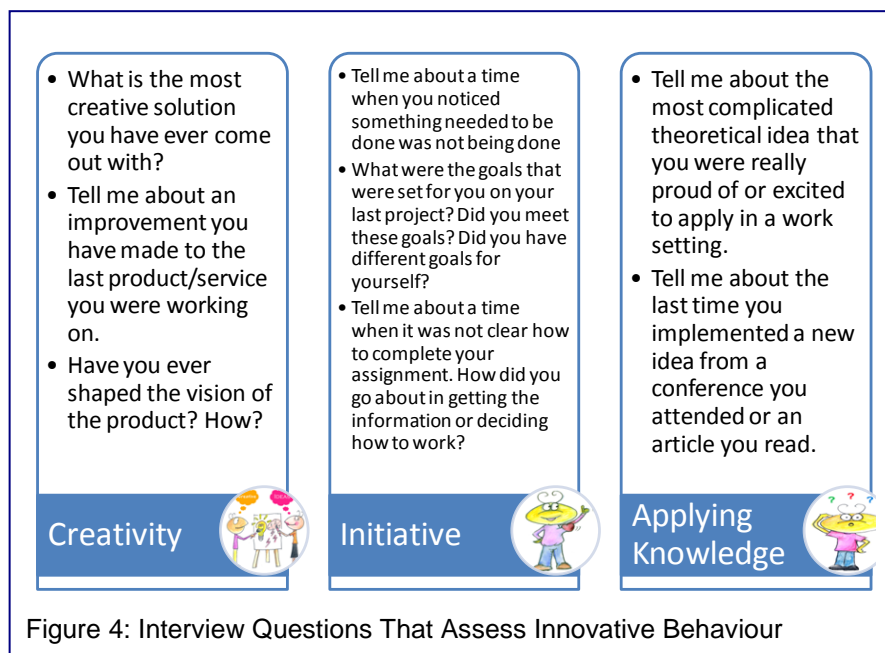 • What is the most
creative solution
you have ever come
out with?
• Tell me about an
improvement you
have made to the
last product/service
you were working
on.
• Have you ever
shaped the vision of
the product? How?
Creativity
• Tell me about a time
when you noticed
something needed to be
done was not being done
• What were the goals that
were set for you on your
last project? Did you meet
these goals? Did you have
different goals for
yourself?
• Tell me about a time
when it was not clear how
to complete your
assignment. How did you
go about in getting the
information or deciding
how to work?
Initiative
• Tell me about the
most complicated
theoretical idea that
you were really
proud of or excited
to apply in a work
setting.
• Tell me about the
last time you
implemented a new
idea from a
conference you
attended or an
article you read.
? ? ?
Applying
Knowledge
Figure 4: Interview Questions That Assess Innovative Behaviour